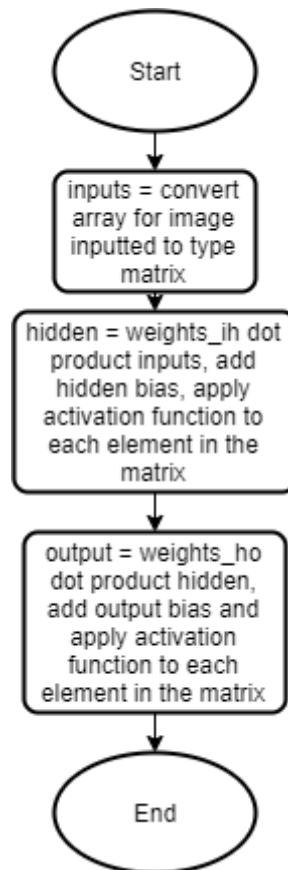 Start
inputs = convert
array for image
inputted to type
matrix
hidden = weights_ih dot
product inputs, add
hidden bias, apply
activation function to
each element in the
matrix
output = weights_ho
dot product hidden,
add output bias and
apply activation
function to each
element in the matrix
End